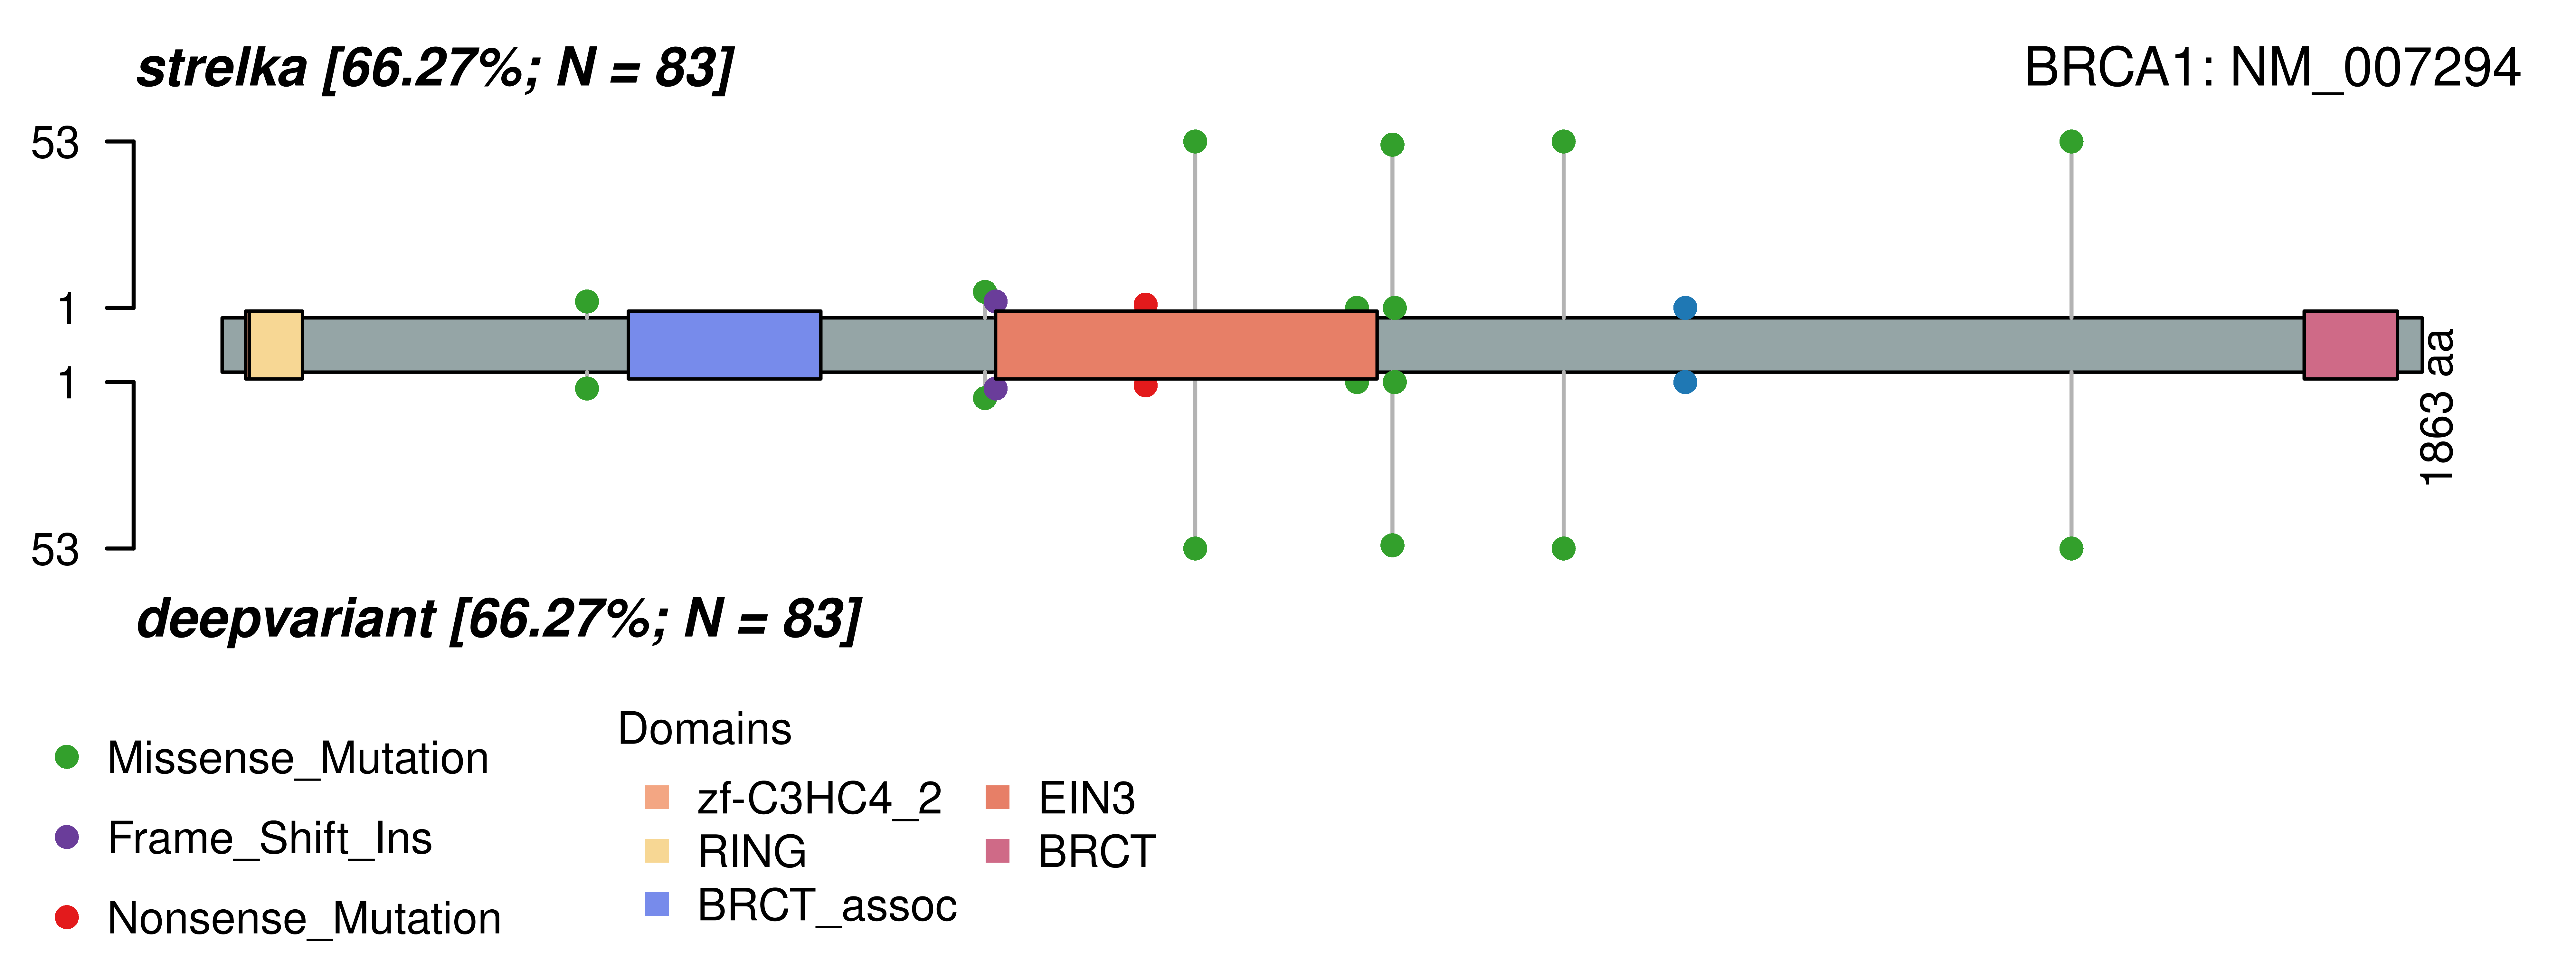 strelka [66.27%; N = 83]
BRCA1: NM_007294
53
1
1
53
1863 aa
deepvariant [66.27%; N = 83]
Missense_Mutation
Frame_Shift_Ins
Nonsense_Mutation
Domains
zf-C3HC4_2
RING
BRCT_assoc
EIN3
BRCT